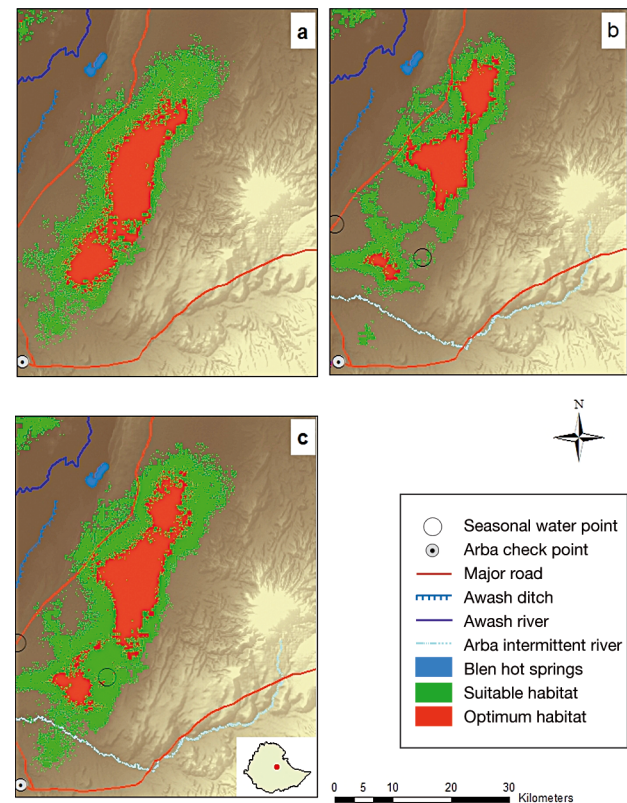 a
b
c
N
Seasonal water point
Arba check point
Major road
Awash ditch
Awash river
Arba intermittent river
Blen hot springs
Suitable habitat
Optimum habitat
0 5 10 20 30
Kilometers